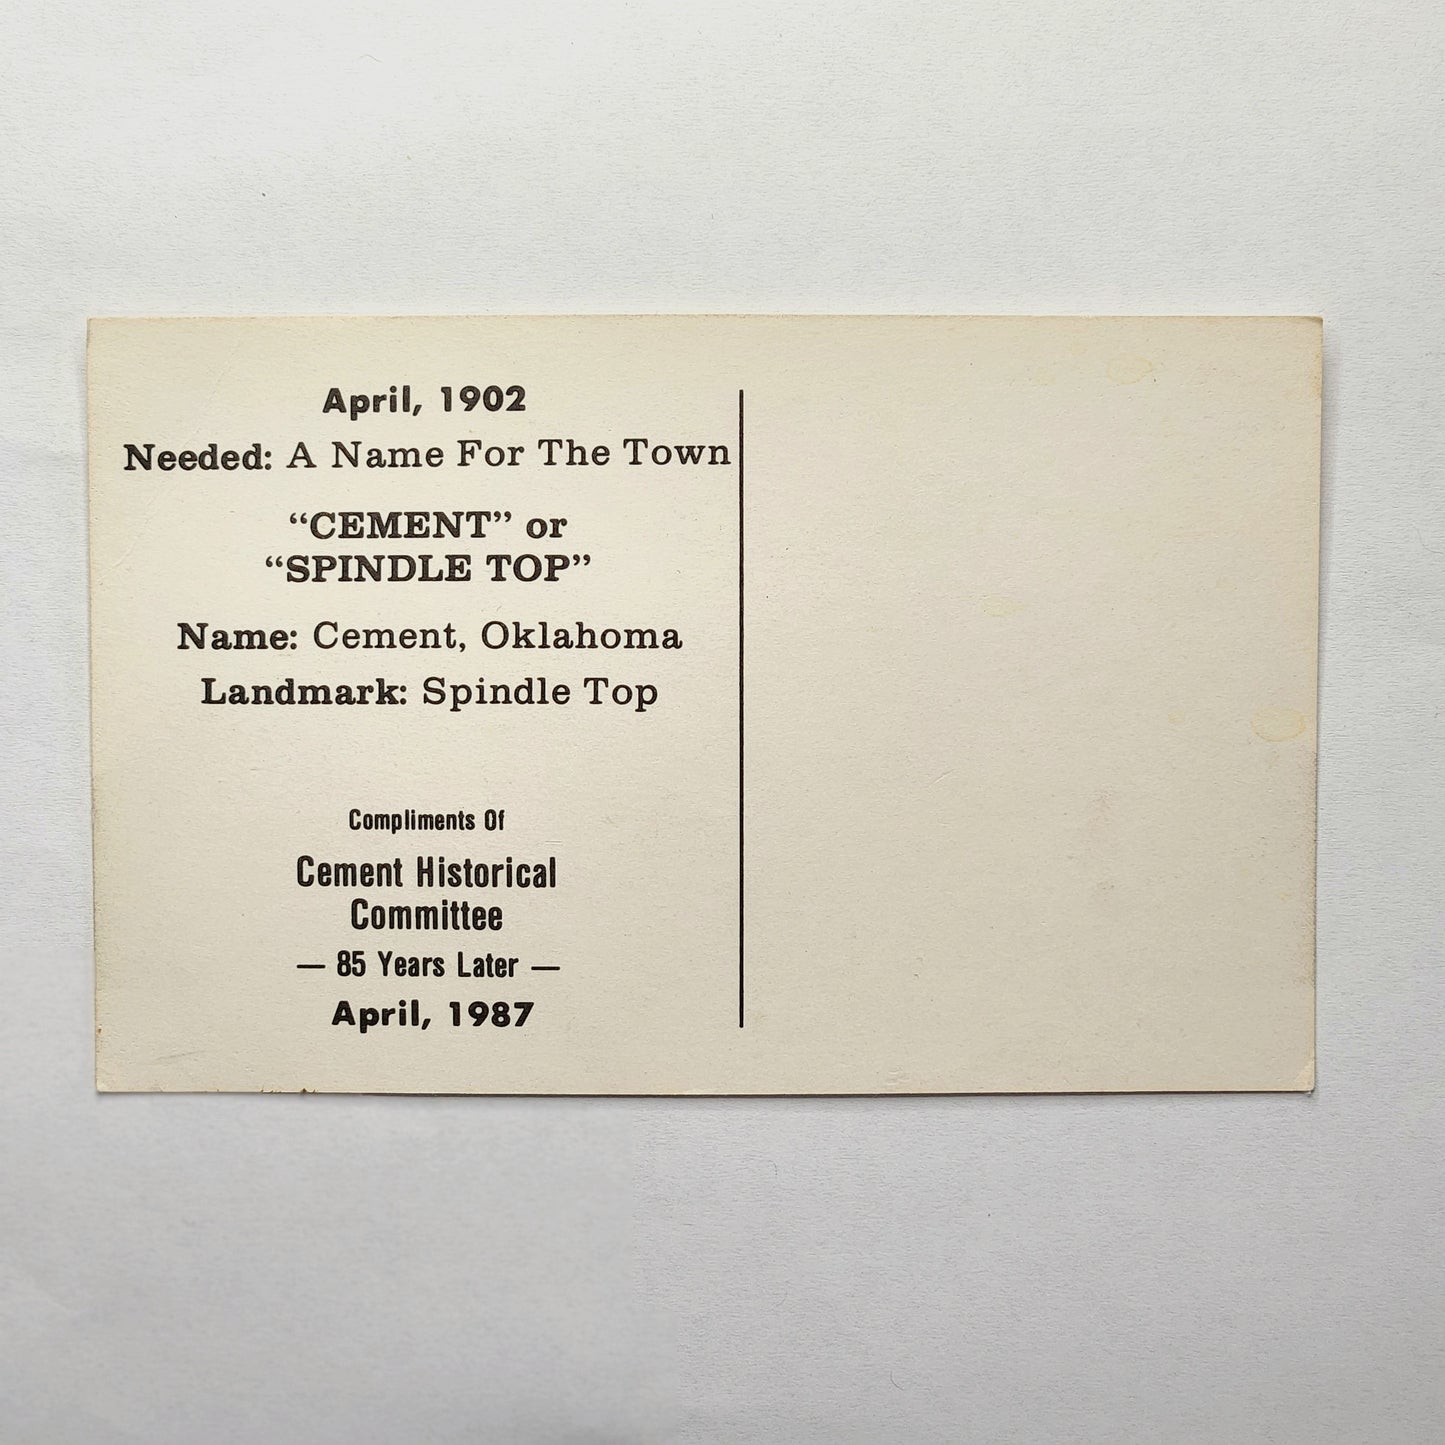 April, 1902
Needed: A Name For The Town
“CEMENT” or
“SPINDLE TOP”
Name: Cement, Oklahoma
Landmark: Spindle Top
Compliments Of
Cement Historical
Committee
— 85 Years Later —
April, 1987